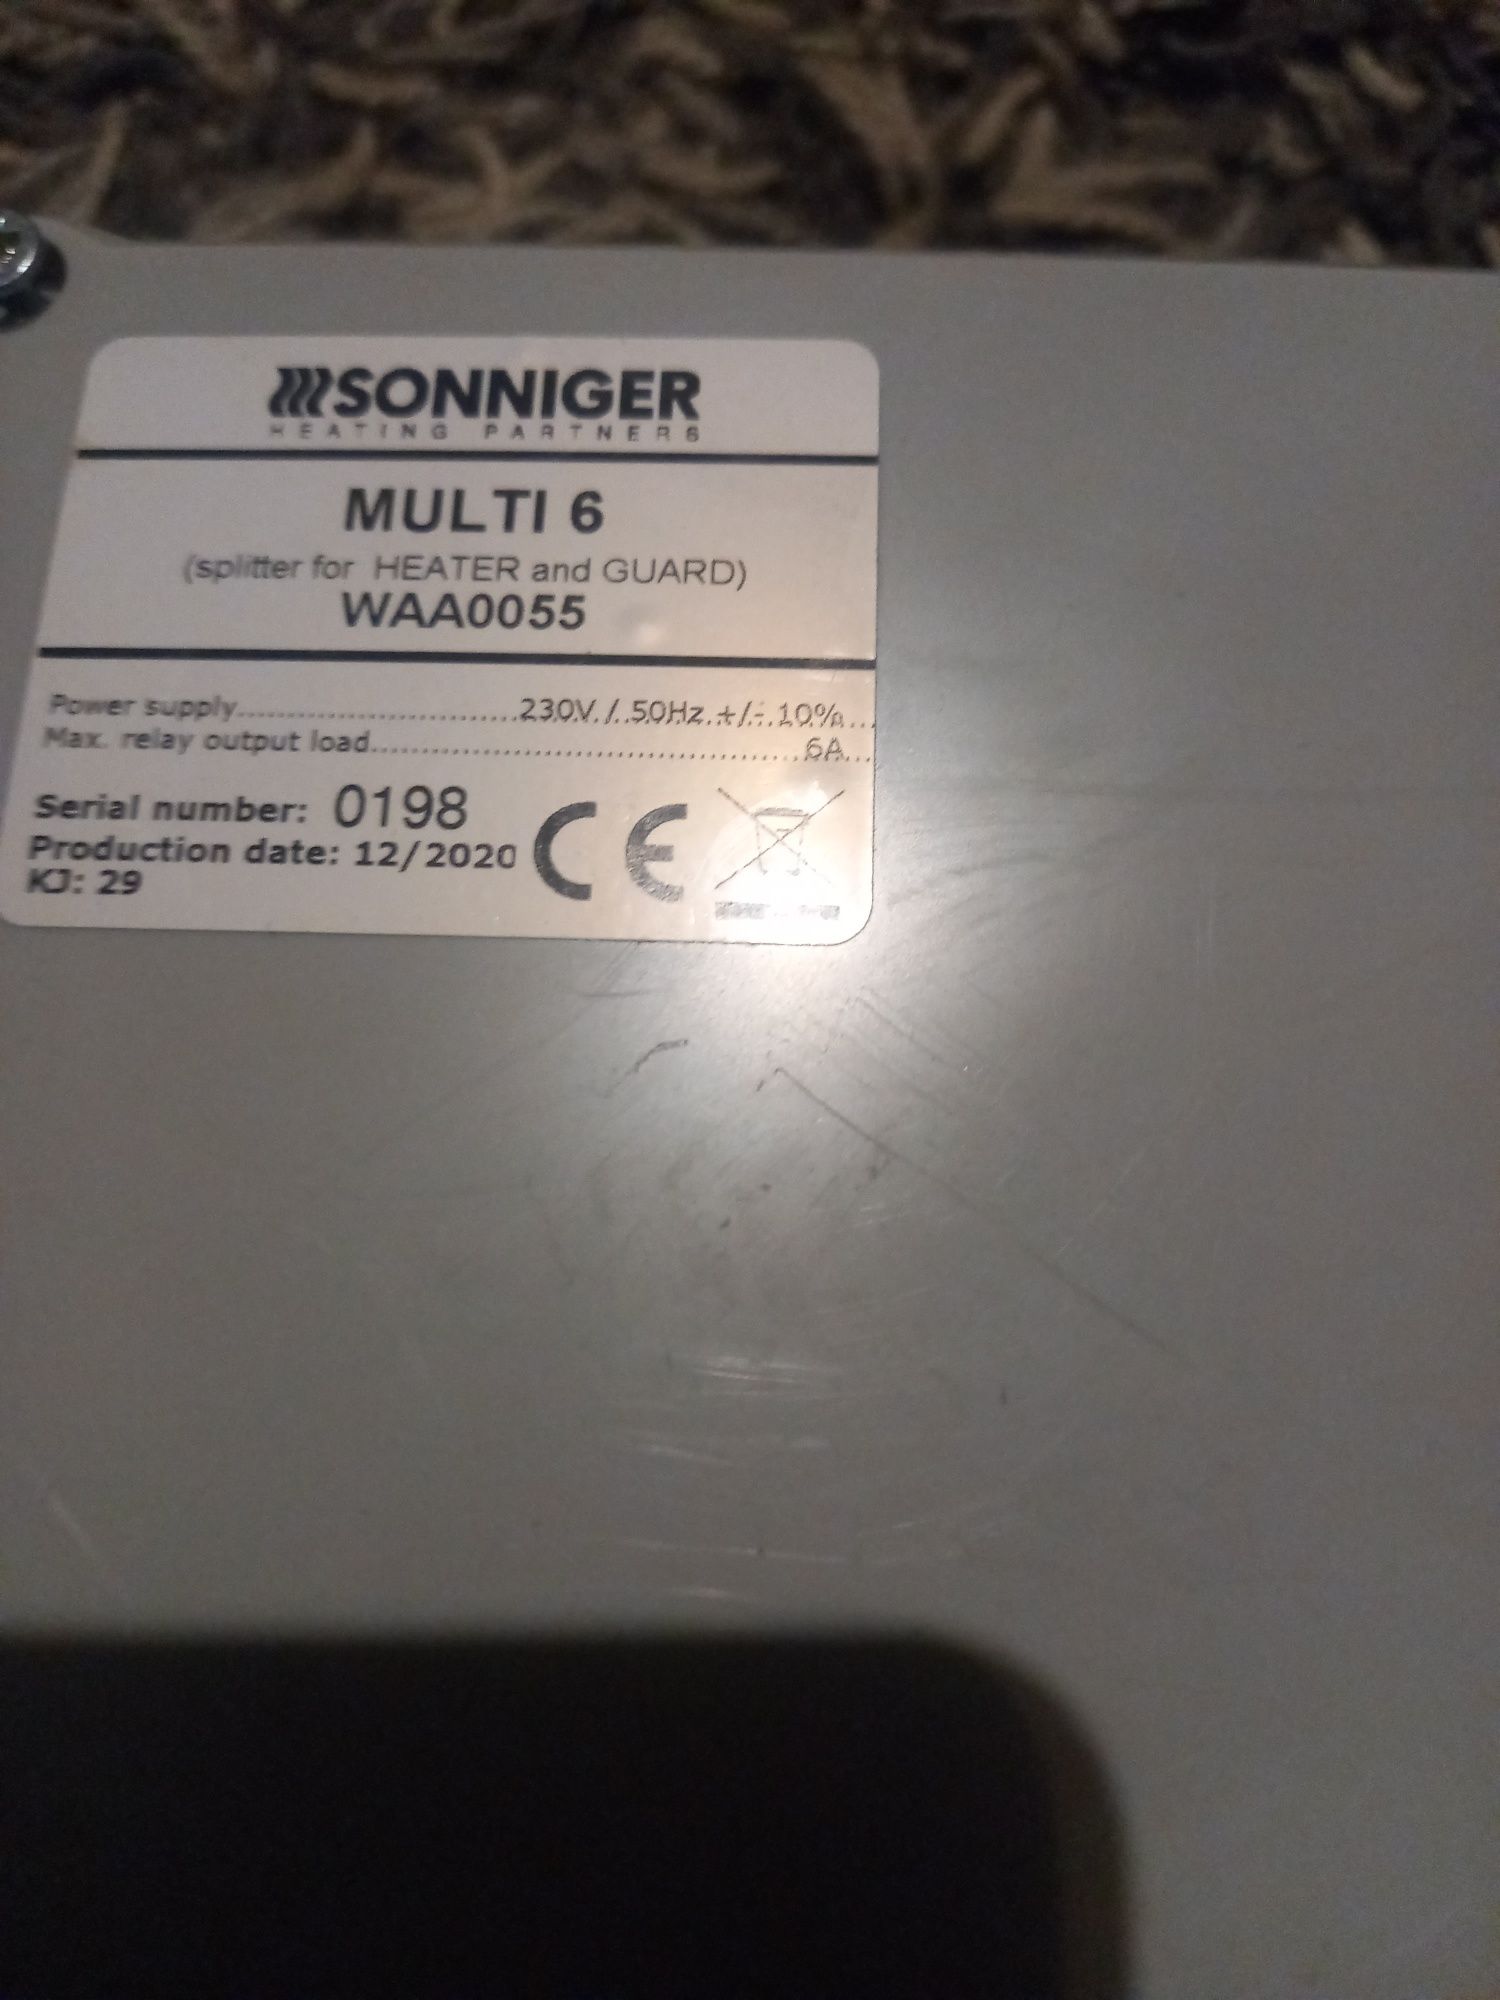 SONNIGER
HEATING PARTNERS
MULTI 6
(splitter for HEATER and GUARD)
WAA0055
Power supply..............................230V./..50Hz..+/-..10%...
Max. relay output load..................................................6A....
Serial number: 0198
Production date: 12/2020
KJ: 29
CE